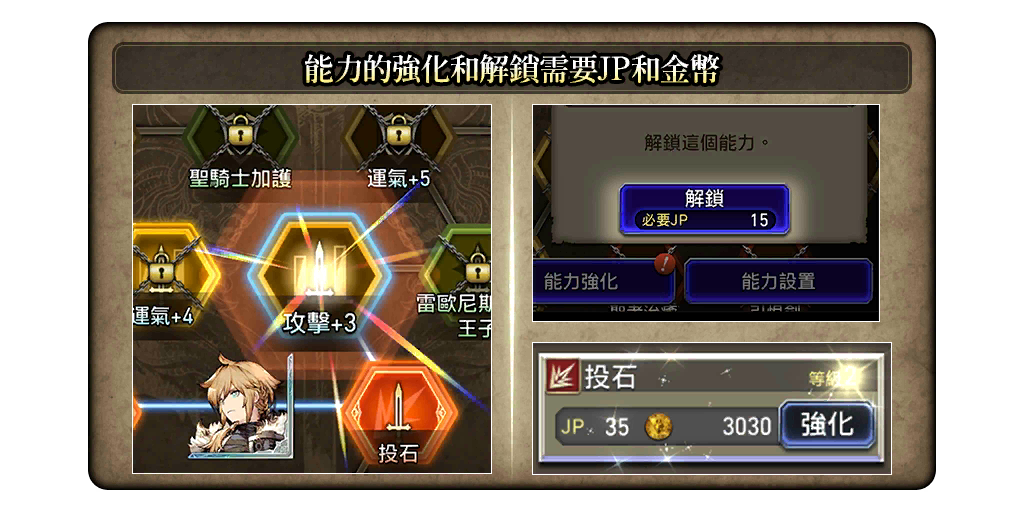 能力的強化和解鎖需要JP和金幣
聖騎士加護
運氣+5
運氣+4
攻擊+3
雷歐尼斯
王子
投石
解鎖這個能力。
解鎖
必要JP 15
能力強化
!
能力設置
投石
等級
JP 35 3030 強化